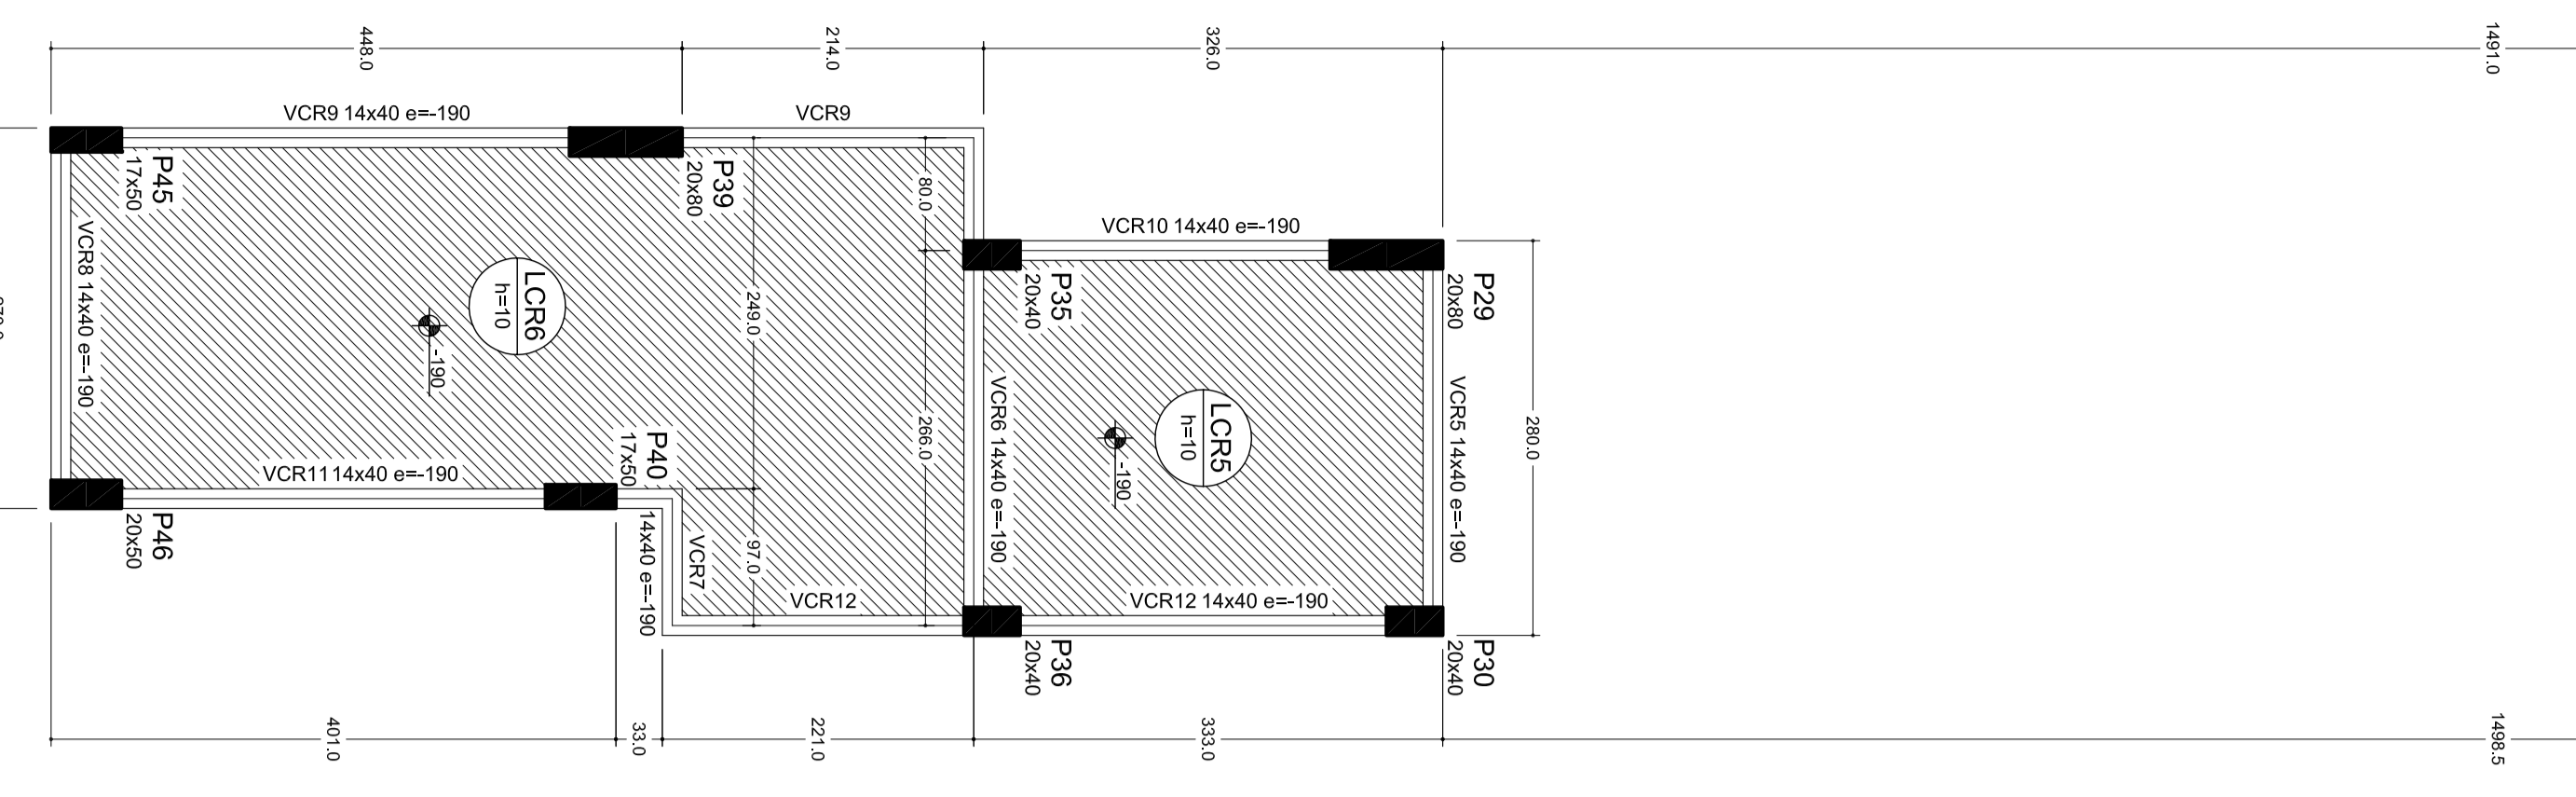 448.0
214.0
326.0
1491.0
VCR9 14x40 e=-190
VCR9
P45
17x50
P39
20x80
80.0
VCR10 14x40 e=-190
P35
20x40
P29
20x80
VCR8 14x40 e=-190
LCR6
h=10
-190
249.0
266.0
VCR6 14x40 e=-190
LCR5
h=10
-190
VCR5 14x40 e=-190
280.0
P40
17x50
VCR11 14x40 e=-190
P46
20x50
14x40 e=-190
VCR7
97.0
VCR12
VCR12 14x40 e=-190
P36
20x40
P30
20x40
401.0
33.0
221.0
333.0
1498.5